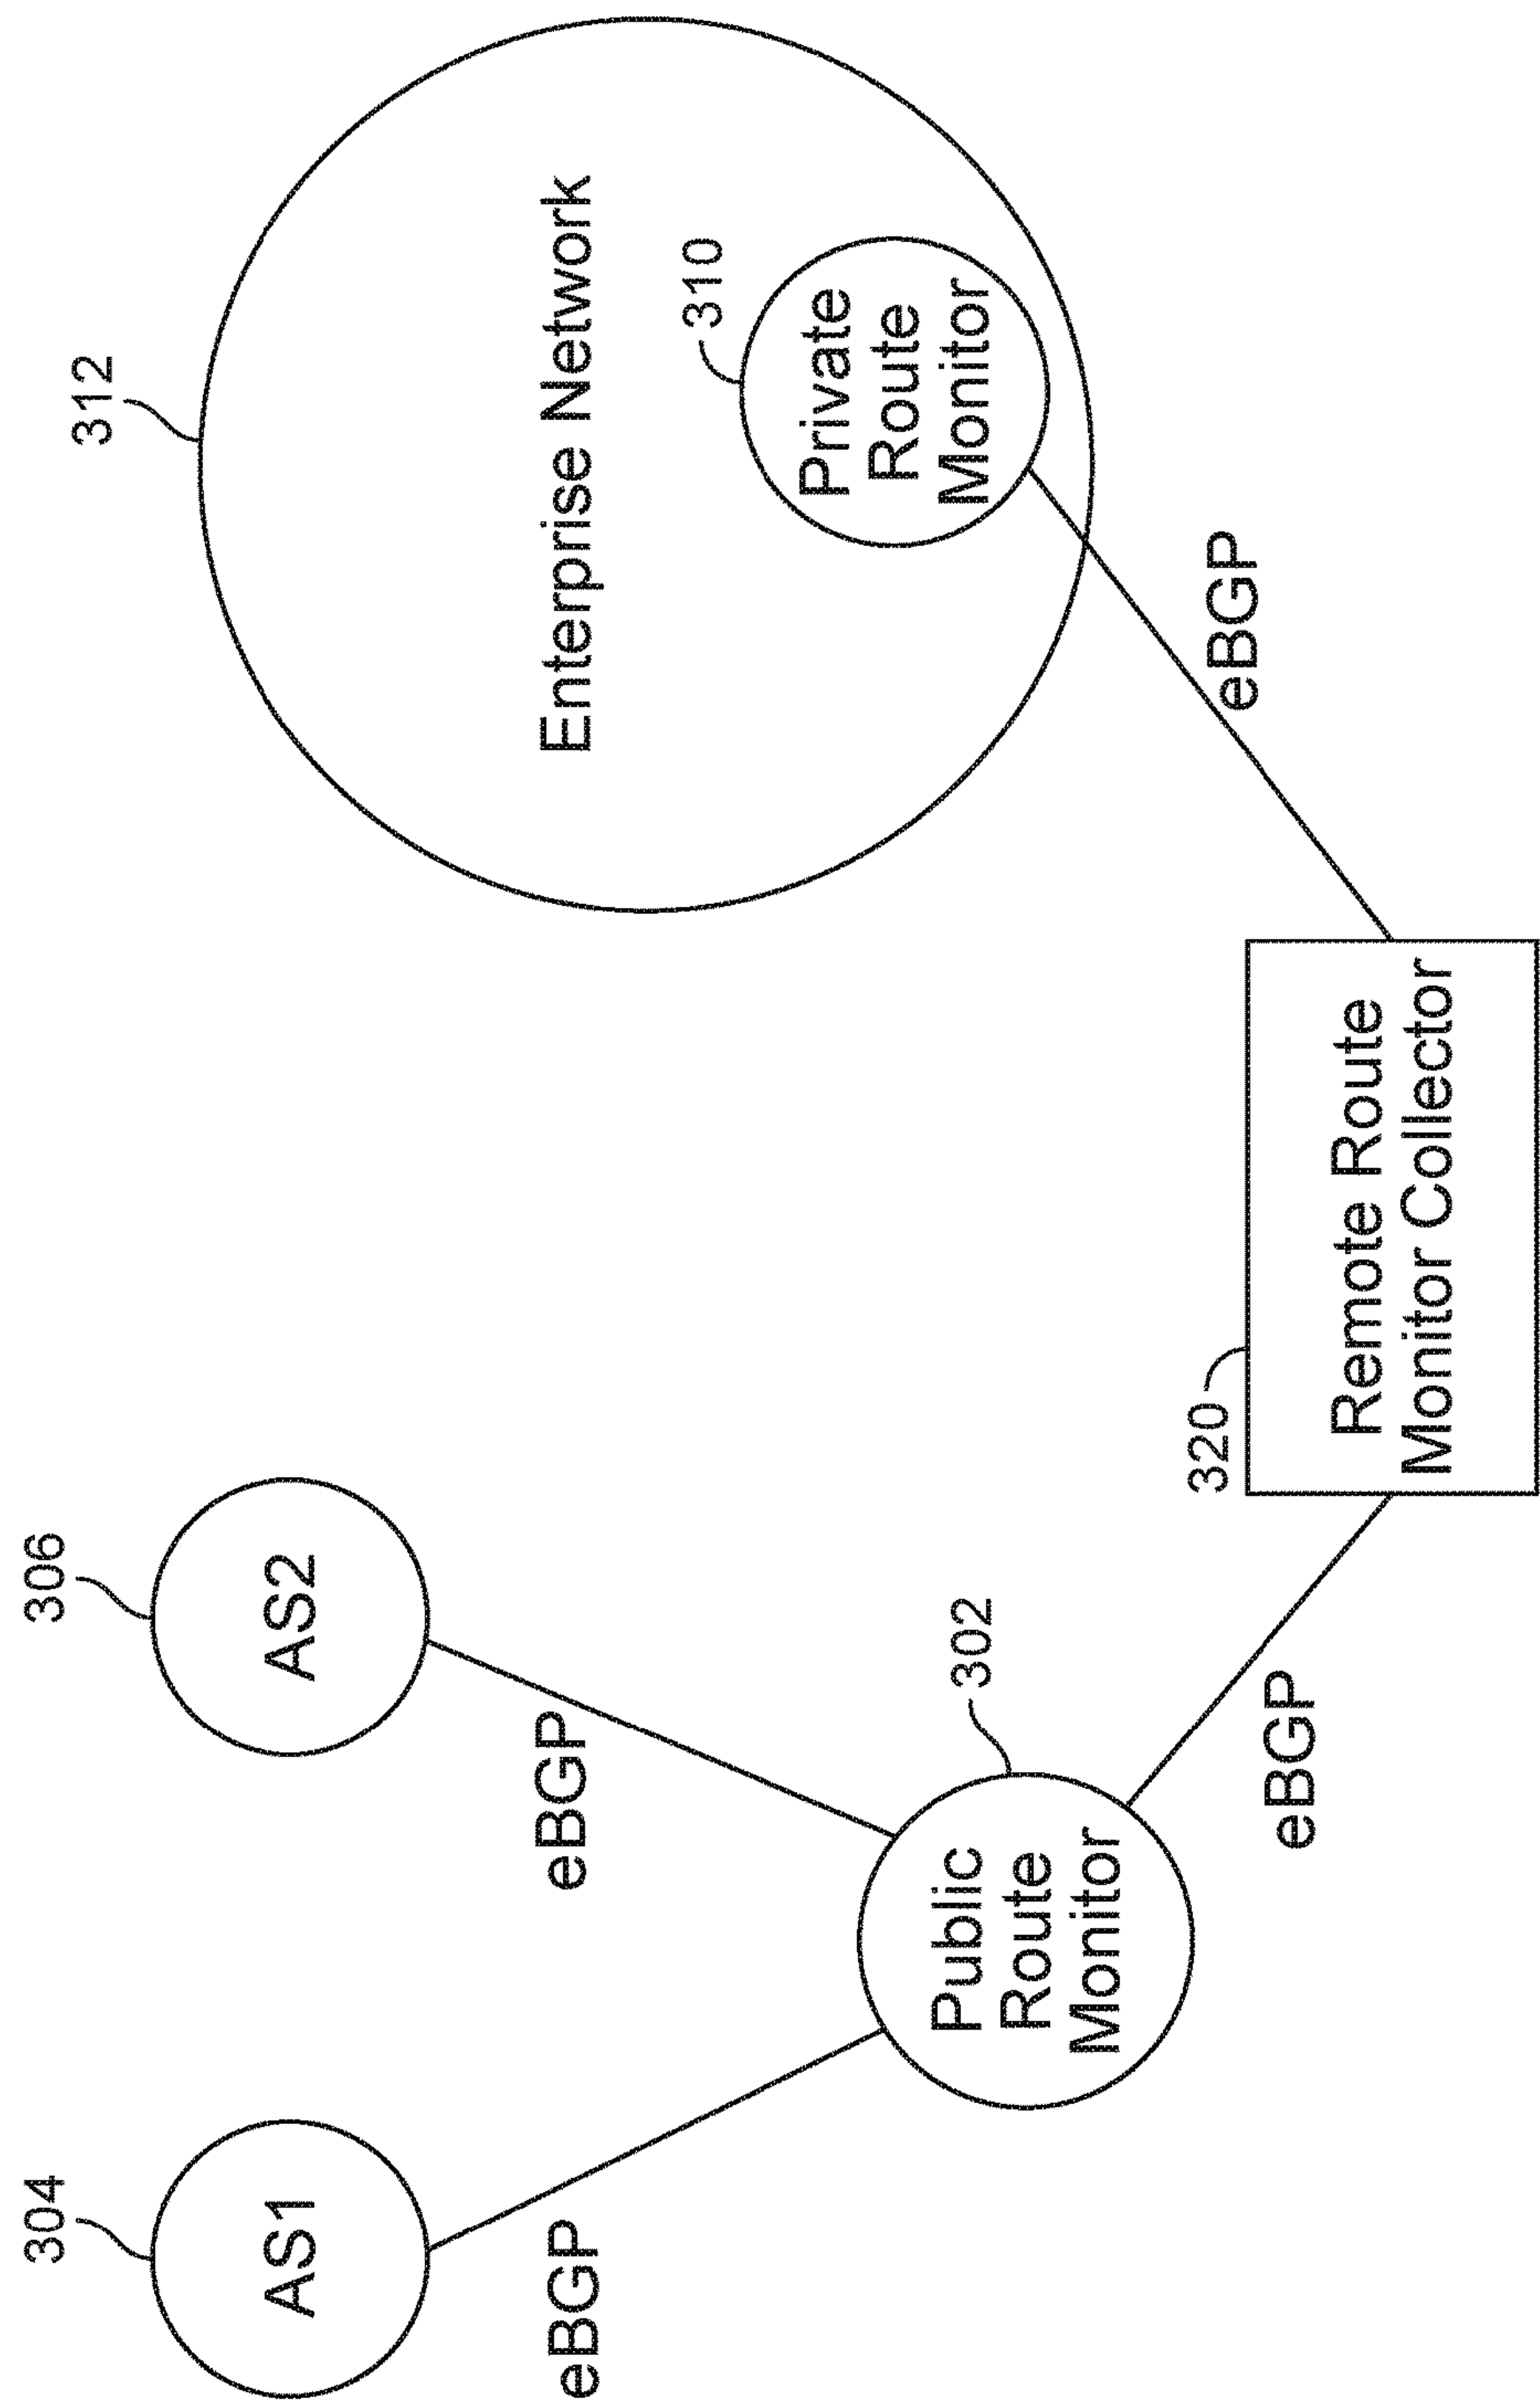 304
AS1
306
AS2
312
Enterprise Network
310
Private
Route
Monitor
eBGP
eBGP
302
Public
Route
Monitor
eBGP
eBGP
320
Remote Route
Monitor Collector